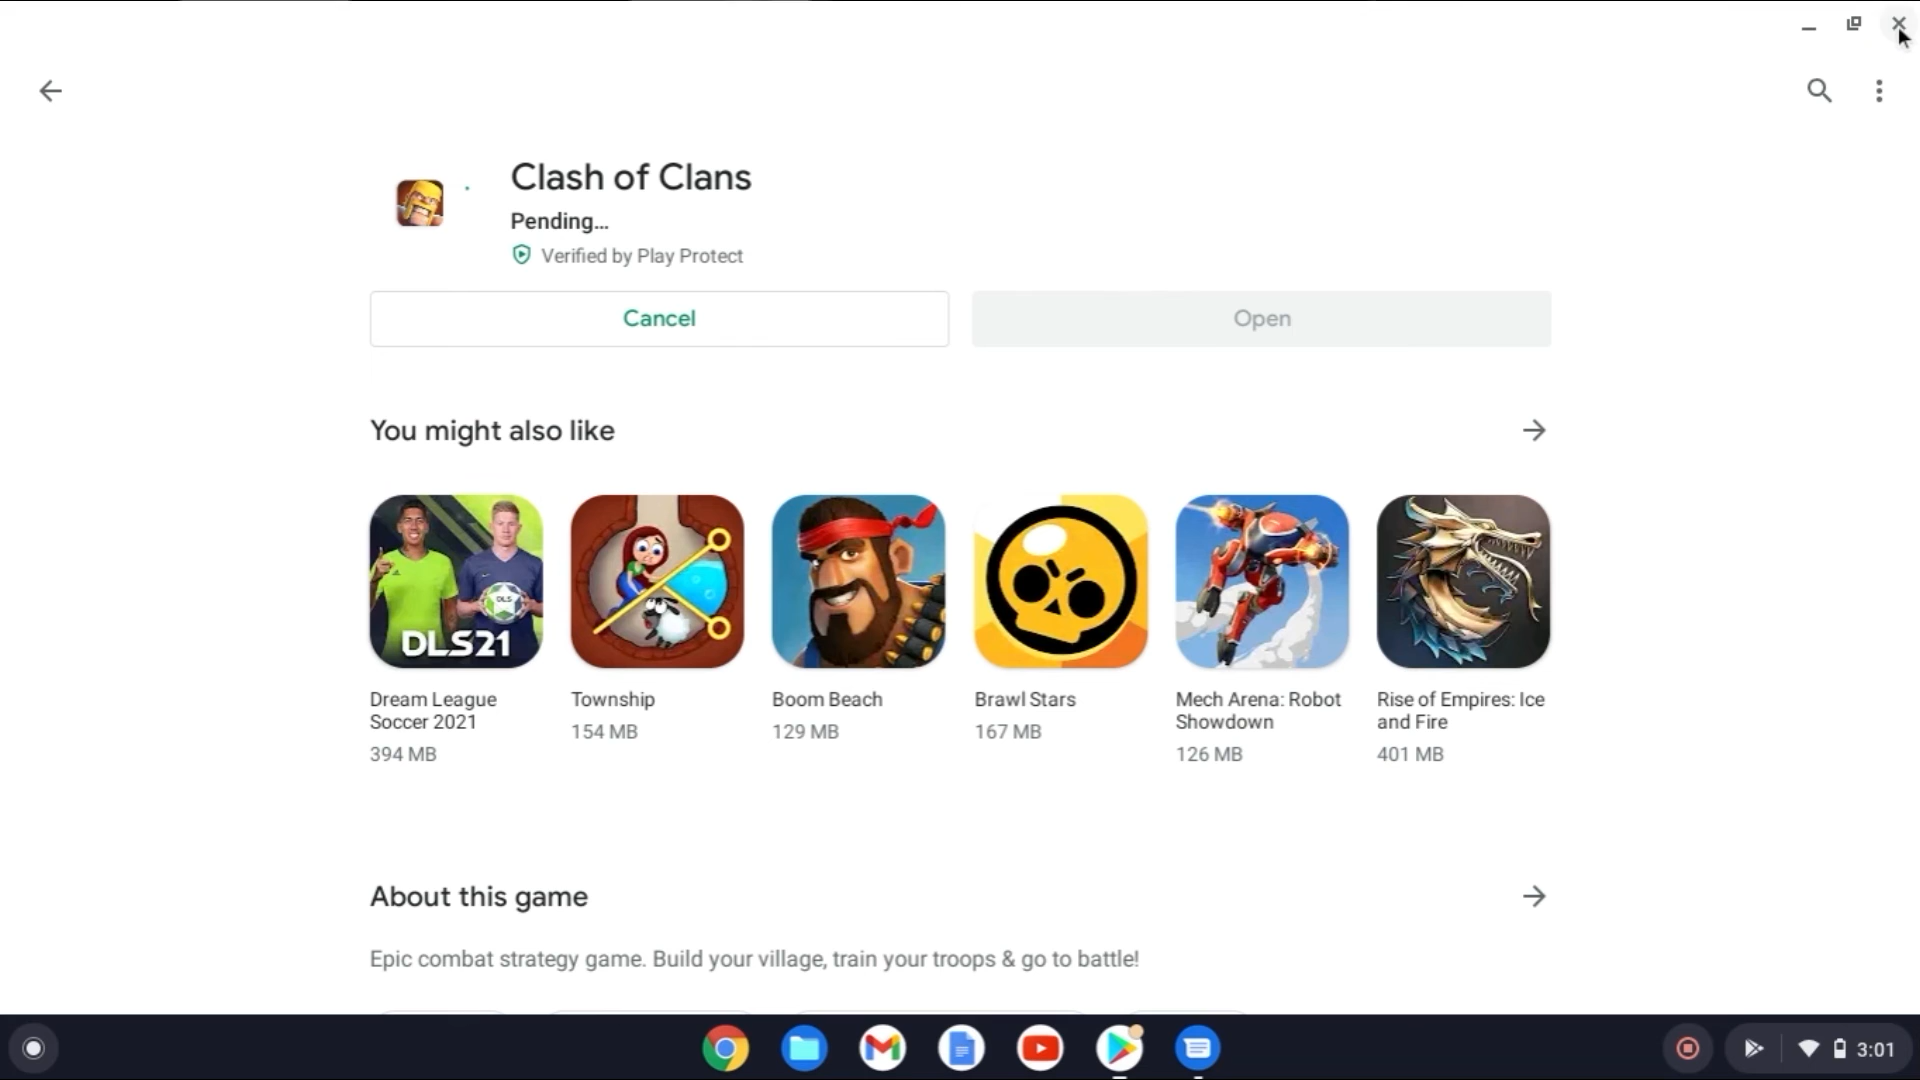 Clash of Clans
Pending...
Verified by Play Protect
Cancel
Open
You might also like
DLS
DLS21
Dream League
Soccer 2021
394 MB
Township
154 MB
Boom Beach
129 MB
Brawl Stars
167 MB
Mech Arena: Robot
Showdown
126 MB
Rise of Empires: Ice
and Fire
401 MB
About this game
Epic combat strategy game. Build your village, train your troops & go to battle!
3:01